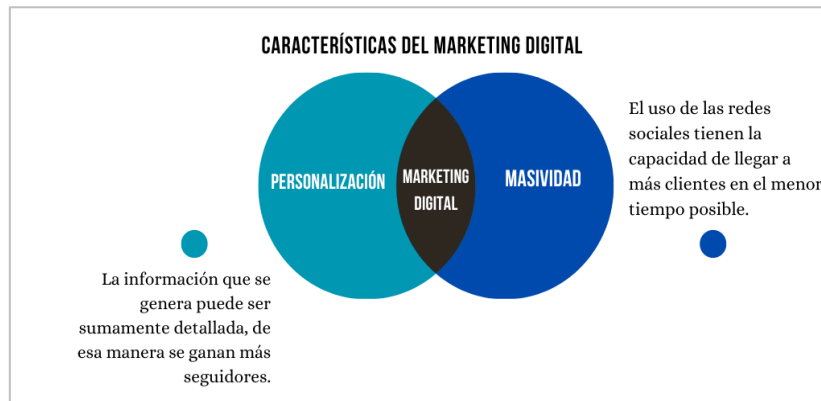 CARACTERÍSTICAS DEL MARKETING DIGITAL
PERSONALIZACIÓN
MARKETING
DIGITAL
MASIVIDAD
El uso de las redes
sociales tienen la
capacidad de llegar a
más clientes en el menor
tiempo posible.
La información que se
genera puede ser
sumamente detallada, de
esa manera se ganan más
seguidores.